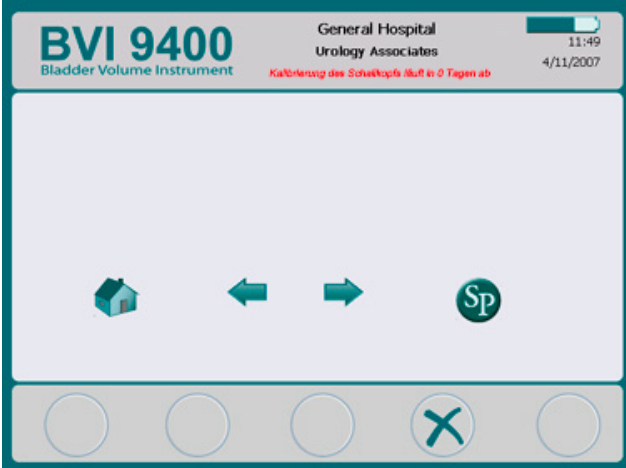 BVI 9400
Bladder Volume Instrument
General Hospital
Urology Associates
Kalibrierung des Schallkopfs läuft in 0 Tagen ab
11:49
4/11/2007
SP